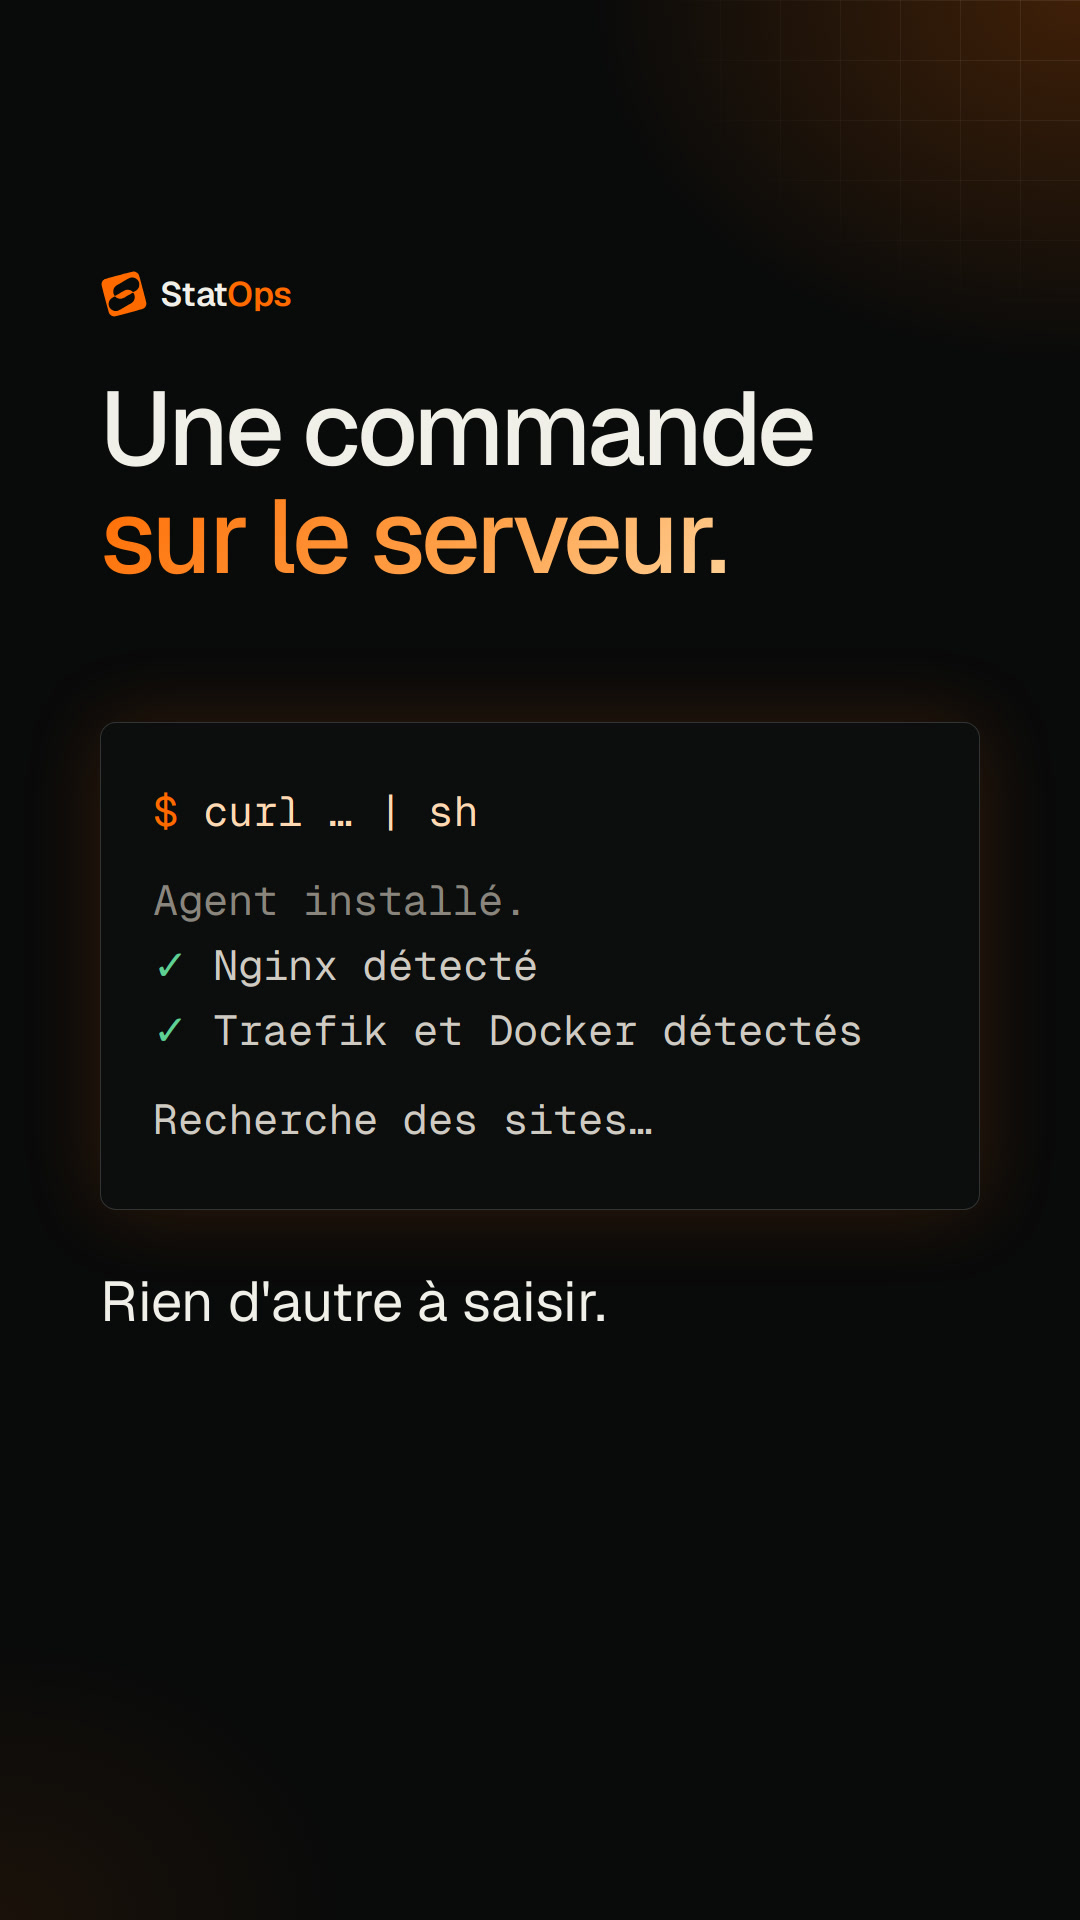 StatOps
Une commande
sur le serveur.
$ curl … | sh
Agent installé.
✓ Nginx détecté
✓ Traefik et Docker détectés
Recherche des sites…
Rien d'autre à saisir.